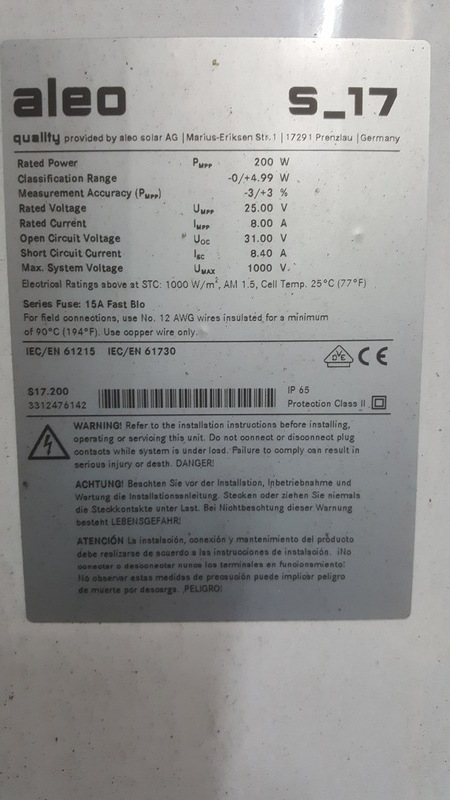 aleo S_17
quality provided by aleo solar AG | Marius-Eriksen Str. 1 | 17291 Prenzlau | Germany
Rated Power PMPP 200 W
Classification Range -0/+4.99 W
Measurement Accuracy (PMPP) -3/+3 %
Rated Voltage UMPP 25.00 V
Rated Current IMPP 8.00 A
Open Circuit Voltage UOC 31.00 V
Short Circuit Current ISC 8.40 A
Max. System Voltage UMAX 1000 V
Electrical Ratings above at STC: 1000 W/m², AM 1.5, Cell Temp. 25°C (77°F)
Series Fuse: 15A Fast Blo
For field connections, use No. 12 AWG wires insulated for a minimum
of 90°C (194°F). Use copper wire only.
IEC/EN 61215 IEC/EN 61730 VDE CE
S17.200 IP 65
3312476142 Protection Class II
WARNING! Refer to the installation instructions before installing,
operating or servicing this unit. Do not connect or disconnect plug
contacts while system is under load. Failure to comply can result in
serious injury or death. DANGER!
ACHTUNG! Beachten Sie vor der Installation, Inbetriebnahme und
Wartung die Installationsanleitung. Stecken oder ziehen Sie niemals
die Steckkontakte unter Last. Bei Nichtbeachtung dieser Warnung
besteht LEBENSGEFAHR!
ATENCIÓN La instalación, conexión y mantenimiento del producto
debe realizarse de acuerdo a las instrucciones de instalación. ¡No
conectar o desconectar nunca los terminales en funcionamiento!
No observar estas medidas de precaución puede implicar peligro
de muerte por descarga. ¡PELIGRO!